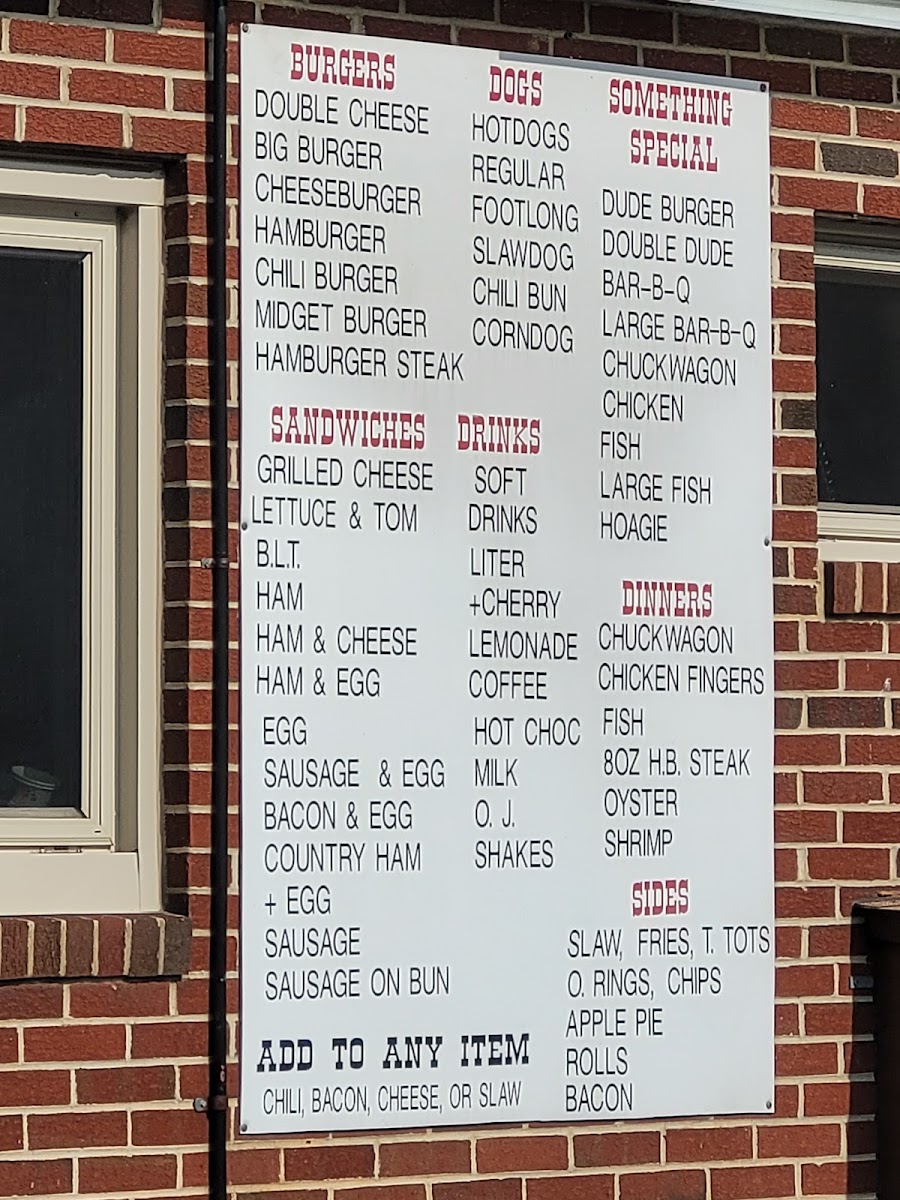 BURGERS
DOUBLE CHEESE
BIG BURGER
CHEESEBURGER
HAMBURGER
CHILI BURGER
MIDGET BURGER
HAMBURGER STEAK
DOGS
HOTDOGS
REGULAR
FOOTLONG
SLAWDOG
CHILI BUN
CORNDOG
SOMETHING
SPECIAL
DUDE BURGER
DOUBLE DUDE
BAR-B-Q
LARGE BAR-B-Q
CHUCKWAGON
CHICKEN
FISH
LARGE FISH
HOAGIE
SANDWICHES
GRILLED CHEESE
LETTUCE & TOM
B.L.T.
HAM
HAM & CHEESE
HAM & EGG
EGG
SAUSAGE & EGG
BACON & EGG
COUNTRY HAM
+ EGG
SAUSAGE
SAUSAGE ON BUN
DRINKS
SOFT
DRINKS
LITER
+CHERRY
LEMONADE
COFFEE
HOT CHOC
MILK
O. J.
SHAKES
DINNERS
CHUCKWAGON
CHICKEN FINGERS
FISH
8OZ H.B. STEAK
OYSTER
SHRIMP
SIDES
SLAW, FRIES, T. TOTS
O. RINGS, CHIPS
APPLE PIE
ROLLS
BACON
ADD TO ANY ITEM
CHILI, BACON, CHEESE, OR SLAW